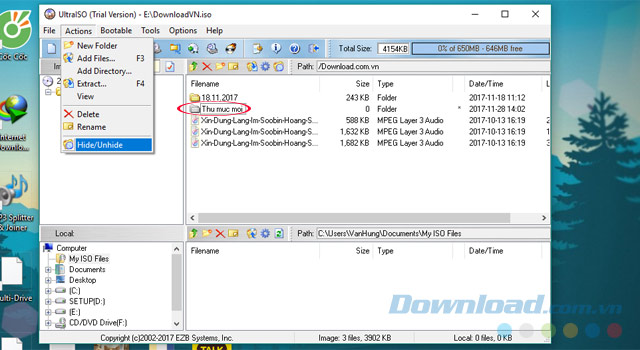 UltraISO (Trial Version) - E:\DownloadVN.iso
File Actions Bootable Tools Options Help
Total Size: 4154KB 0% of 650MB - 646MB free
New Folder
Add Files... F3
Add Directory...
Extract... F4
View
Delete
Rename
Hide/Unhide
Path: /Download.com.vn
Filename Size Type Date/Time
18.11.2017 243 KB Folder 2017-11-18 11:12
Thu muc moi 0 Folder * 2017-11-28 14:02
Xin-Dung-Lang-Im-Soobin-Hoang-S... 588 KB MPEG Layer 3 Audio 2017-10-13 16:19
Xin-Dung-Lang-Im-Soobin-Hoang-S... 1,632 KB MPEG Layer 3 Audio 2017-10-13 16:19
Xin-Dung-Lang-Im-Soobin-Hoang-S... 1,682 KB MPEG Layer 3 Audio 2017-10-13 16:19
Local:
Path: C:\Users\VanHung\Documents\My ISO Files
Computer
My ISO Files
Documents
Desktop
(C:)
SETUP(D:)
(E:)
CD/DVD Drive(F:)
Filename Size Type Date/Time
Copyright (c)2002-2017 EZB Systems, Inc. Image: 3 files, 3902 KB Local: 0 files, 0 KB
Cốc Cốc
Internet
Downlo...
MP3 Splitter
& Joiner
Multi-Drive
TALK
Download.com.vn